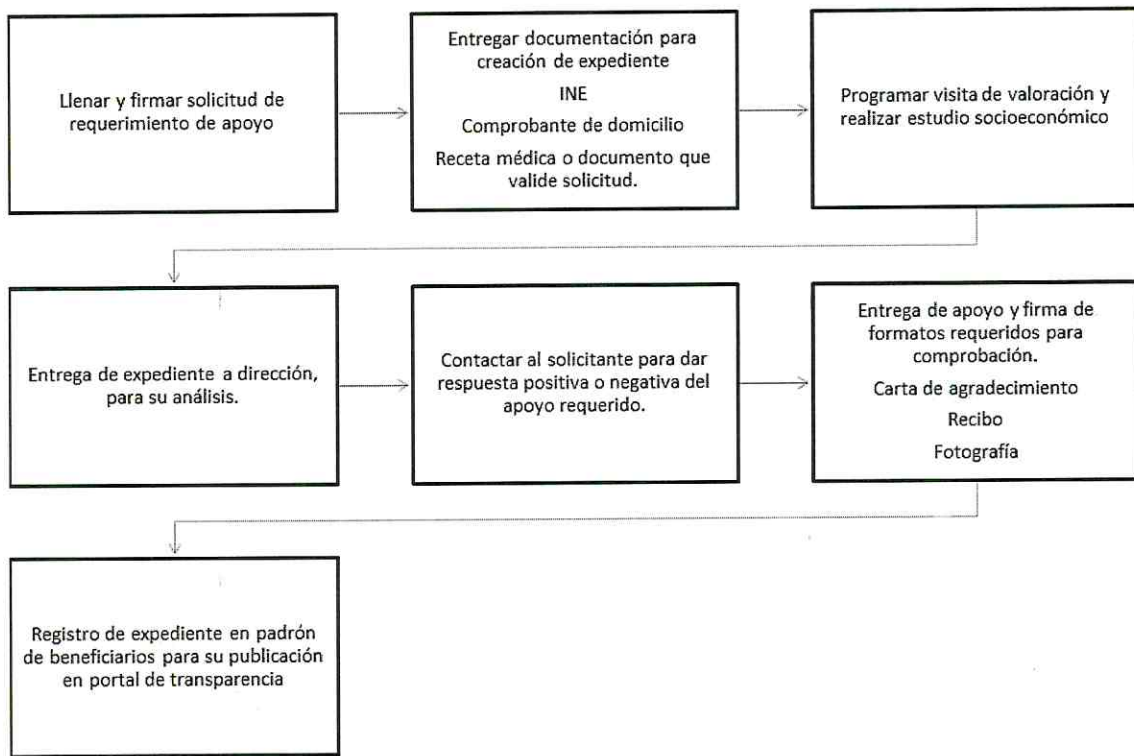 Llenar y firmar solicitud de
requerimiento de apoyo
Entregar documentación para
creación de expediente
INE
Comprobante de domicilio
Receta médica o documento que
valide solicitud.
Programar visita de valoración y
realizar estudio socioeconómico
Entrega de expediente a dirección,
para su análisis.
Contactar al solicitante para dar
respuesta positiva o negativa del
apoyo requerido.
Entrega de apoyo y firma de
formatos requeridos para
comprobación.
Carta de agradecimiento
Recibo
Fotografía
Registro de expediente en padrón
de beneficiarios para su publicación
en portal de transparencia